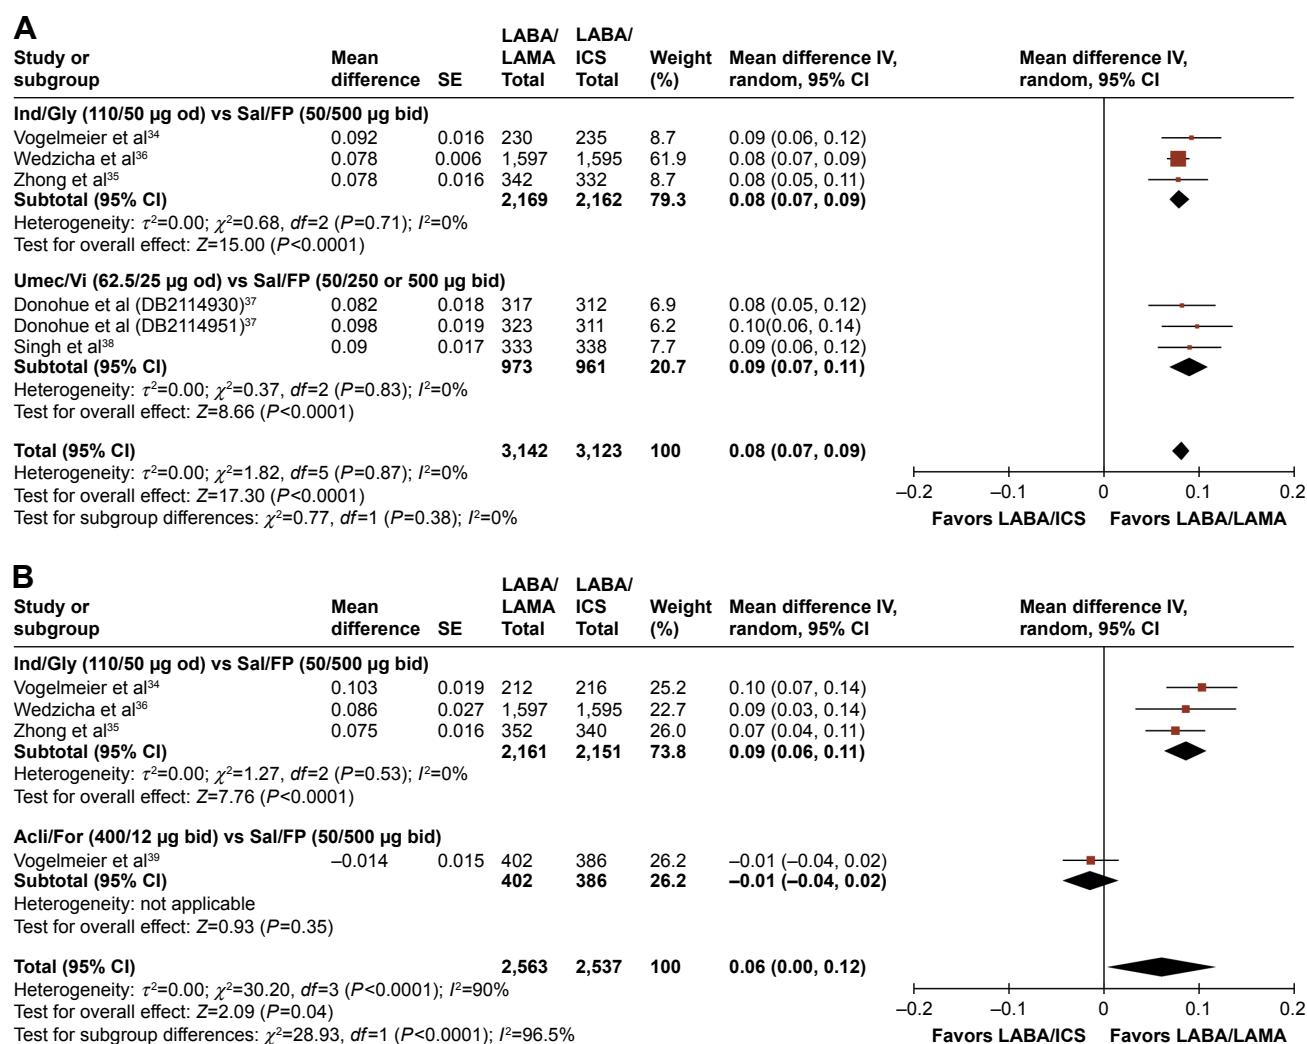 A
Study or subgroup Mean difference SE LABA/LAMA Total LABA/ICS Total Weight (%) Mean difference IV, random, 95% CI Mean difference IV, random, 95% CI
Ind/Gly (110/50 µg od) vs Sal/FP (50/500 µg bid)
Vogelmeier et al³⁴ 0.092 0.016 230 235 8.7 0.09 (0.06, 0.12)
Wedzicha et al³⁶ 0.078 0.006 1,597 1,595 61.9 0.08 (0.07, 0.09)
Zhong et al³⁵ 0.078 0.016 342 332 8.7 0.08 (0.05, 0.11)
Subtotal (95% CI) 2,169 2,162 79.3 0.08 (0.07, 0.09)
Heterogeneity: τ²=0.00; χ²=0.68, df=2 (P=0.71); I²=0%
Test for overall effect: Z=15.00 (P<0.0001)
Umec/Vi (62.5/25 µg od) vs Sal/FP (50/250 or 500 µg bid)
Donohue et al (DB2114930)³⁷ 0.082 0.018 317 312 6.9 0.08 (0.05, 0.12)
Donohue et al (DB2114951)³⁷ 0.098 0.019 323 311 6.2 0.10(0.06, 0.14)
Singh et al³⁸ 0.09 0.017 333 338 7.7 0.09 (0.06, 0.12)
Subtotal (95% CI) 973 961 20.7 0.09 (0.07, 0.11)
Heterogeneity: τ²=0.00; χ²=0.37, df=2 (P=0.83); I²=0%
Test for overall effect: Z=8.66 (P<0.0001)
Total (95% CI) 3,142 3,123 100 0.08 (0.07, 0.09)
Heterogeneity: τ²=0.00; χ²=1.82, df=5 (P=0.87); I²=0%
Test for overall effect: Z=17.30 (P<0.0001)
Test for subgroup differences: χ²=0.77, df=1 (P=0.38); I²=0%
–0.2 –0.1 0 0.1 0.2
Favors LABA/ICS Favors LABA/LAMA
B
Study or subgroup Mean difference SE LABA/LAMA Total LABA/ICS Total Weight (%) Mean difference IV, random, 95% CI Mean difference IV, random, 95% CI
Ind/Gly (110/50 µg od) vs Sal/FP (50/500 µg bid)
Vogelmeier et al³⁴ 0.103 0.019 212 216 25.2 0.10 (0.07, 0.14)
Wedzicha et al³⁶ 0.086 0.027 1,597 1,595 22.7 0.09 (0.03, 0.14)
Zhong et al³⁵ 0.075 0.016 352 340 26.0 0.07 (0.04, 0.11)
Subtotal (95% CI) 2,161 2,151 73.8 0.09 (0.06, 0.11)
Heterogeneity: τ²=0.00; χ²=1.27, df=2 (P=0.53); I²=0%
Test for overall effect: Z=7.76 (P<0.0001)
Acli/For (400/12 µg bid) vs Sal/FP (50/500 µg bid)
Vogelmeier et al³⁹ –0.014 0.015 402 386 26.2 –0.01 (–0.04, 0.02)
Subtotal (95% CI) 402 386 26.2 –0.01 (–0.04, 0.02)
Heterogeneity: not applicable
Test for overall effect: Z=0.93 (P=0.35)
Total (95% CI) 2,563 2,537 100 0.06 (0.00, 0.12)
Heterogeneity: τ²=0.00; χ²=30.20, df=3 (P<0.0001); I²=90%
Test for overall effect: Z=2.09 (P=0.04)
Test for subgroup differences: χ²=28.93, df=1 (P<0.0001); I²=96.5%
–0.2 –0.1 0 0.1 0.2
Favors LABA/ICS Favors LABA/LAMA